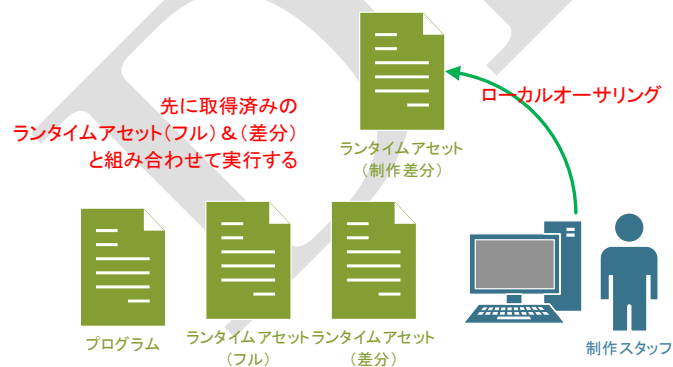 先に取得済みの
ランタイムアセット(フル)&(差分)
と組み合わせて実行する
ローカルオーサリング
ランタイムアセット
(制作差分)
プログラム
ランタイムアセット
(フル)
ランタイムアセット
(差分)
制作スタッフ